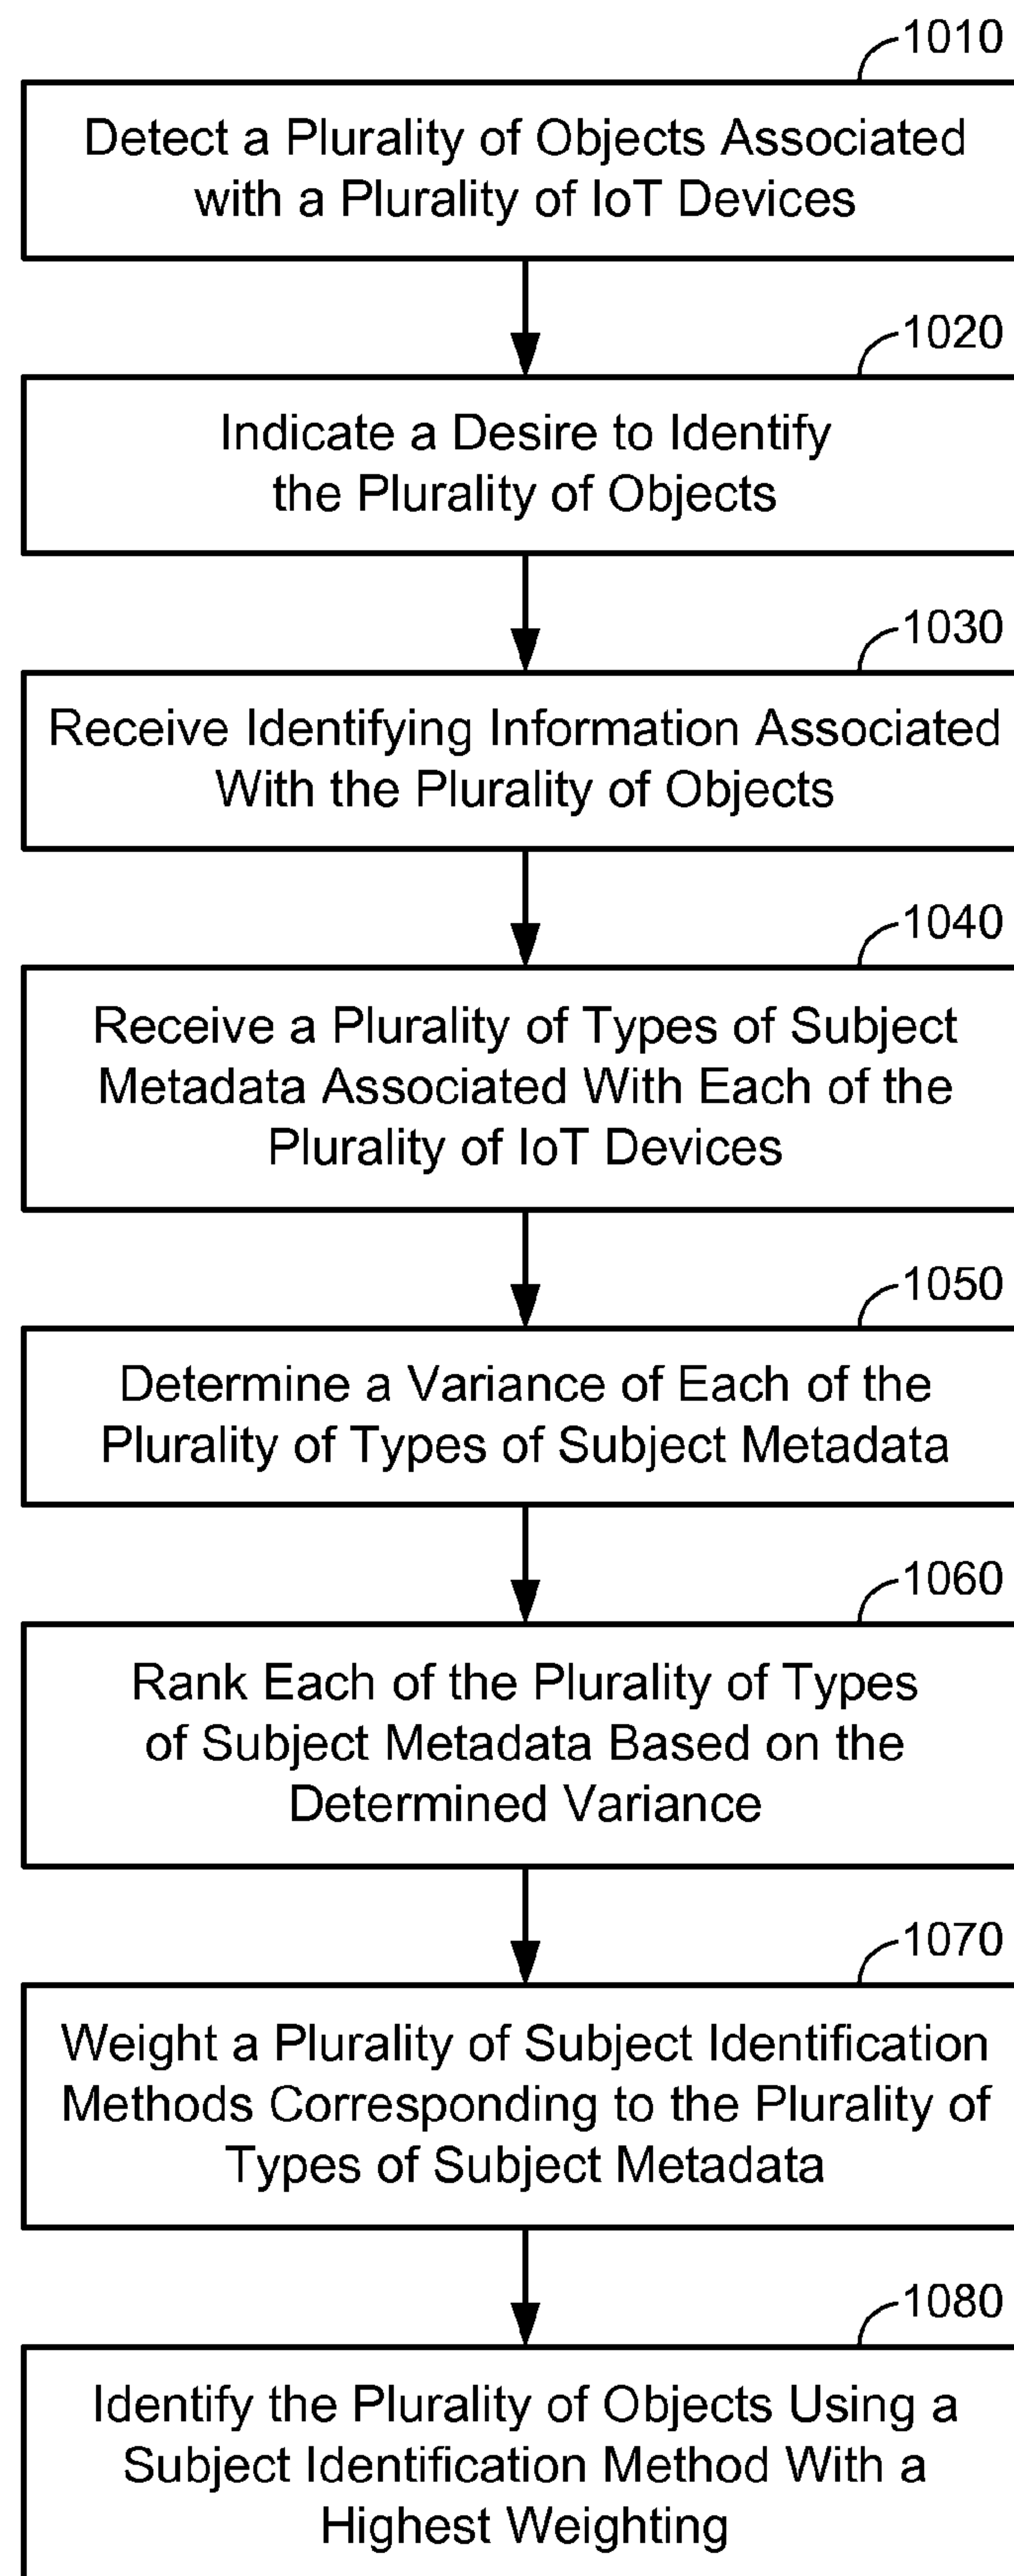 1010
Detect a Plurality of Objects Associated
with a Plurality of IoT Devices
1020
Indicate a Desire to Identify
the Plurality of Objects
1030
Receive Identifying Information Associated
With the Plurality of Objects
1040
Receive a Plurality of Types of Subject
Metadata Associated With Each of the
Plurality of IoT Devices
1050
Determine a Variance of Each of the
Plurality of Types of Subject Metadata
1060
Rank Each of the Plurality of Types
of Subject Metadata Based on the
Determined Variance
1070
Weight a Plurality of Subject Identification
Methods Corresponding to the Plurality of
Types of Subject Metadata
1080
Identify the Plurality of Objects Using a
Subject Identification Method With a
Highest Weighting